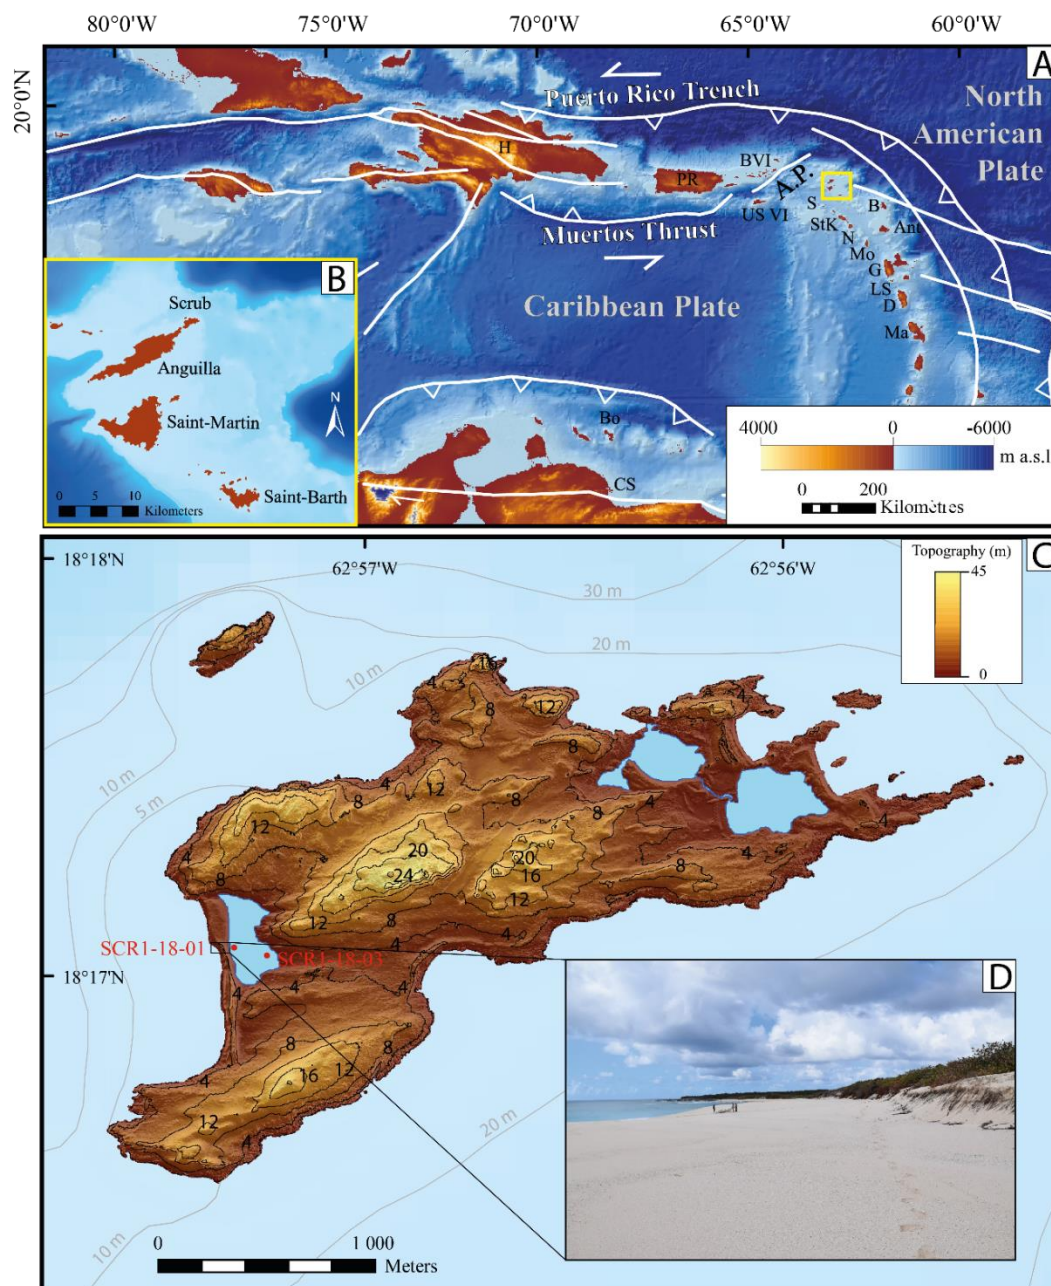 80°0'W 75°0'W 70°0'W 65°0'W 60°0'W
20°0'N
A
Puerto Rico Trench
North
American
Plate
H
BVI
PR
A.P.
US VI
S
B
StK
Ant
N
Muertos Thrust
Mo
G
LS
D
Caribbean Plate
Ma
Bo
CS
4000 0 -6000
m a.s.l
0 200
Kilometres
B
Scrub
Anguilla
N
Saint-Martin
Saint-Barth
0 5 10
Kilometers
C
18°18'N
62°57'W 62°56'W
Topography (m)
45
0
30 m
20 m
10 m
16
4
8
12
4
4
8
10 m
5 m
4
12
8
8
4
12
20
24
20
16
12
8
4
4
4
8
12
8
4
4
SCR1-18-01
SCR1-18-03
18°17'N
4
4
4
8
8
4
16
12
12
4
20 m
10 m
D
0 1 000
Meters